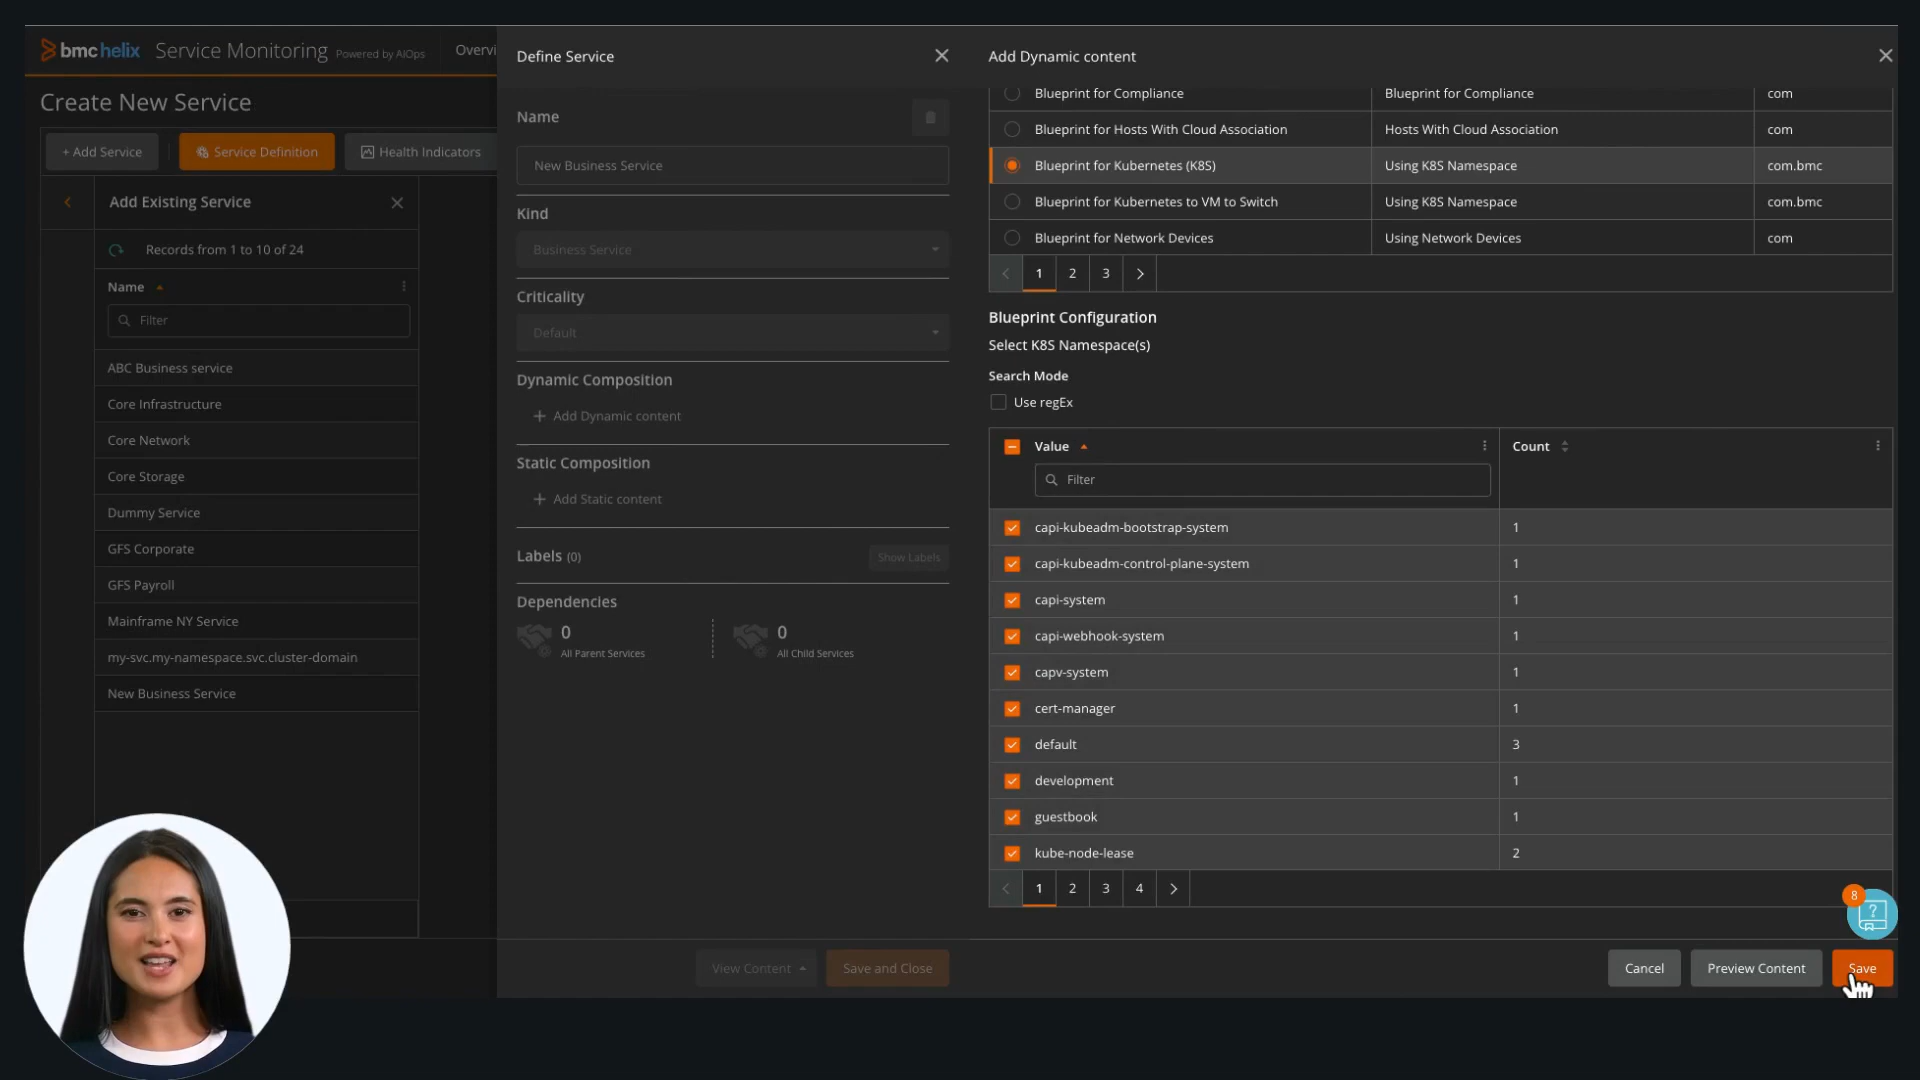 bmc helix Service Monitoring Powered by AIOps Overvi
Create New Service
+ Add Service
Service Definition
Health Indicators
Add Existing Service
Records from 1 to 10 of 24
Name
Filter
ABC Business service
Core Infrastructure
Core Network
Core Storage
Dummy Service
GFS Corporate
GFS Payroll
Mainframe NY Service
my-svc.my-namespace.svc.cluster-domain
New Business Service
Define Service
Name
New Business Service
Kind
Business Service
Criticality
Default
Dynamic Composition
+ Add Dynamic content
Static Composition
+ Add Static content
Labels (0) Show Labels
Dependencies
0 All Parent Services
0 All Child Services
View Content
Save and Close
Add Dynamic content
Blueprint for Compliance Blueprint for Compliance com
Blueprint for Hosts With Cloud Association Hosts With Cloud Association com
Blueprint for Kubernetes (K8S) Using K8S Namespace com.bmc
Blueprint for Kubernetes to VM to Switch Using K8S Namespace com.bmc
Blueprint for Network Devices Using Network Devices com
< 1 2 3 >
Blueprint Configuration
Select K8S Namespace(s)
Search Mode
Use regEx
Value Count
Filter
capi-kubeadm-bootstrap-system 1
capi-kubeadm-control-plane-system 1
capi-system 1
capi-webhook-system 1
capv-system 1
cert-manager 1
default 3
development 1
guestbook 1
kube-node-lease 2
< 1 2 3 4 >
8
?
Cancel
Preview Content
Save